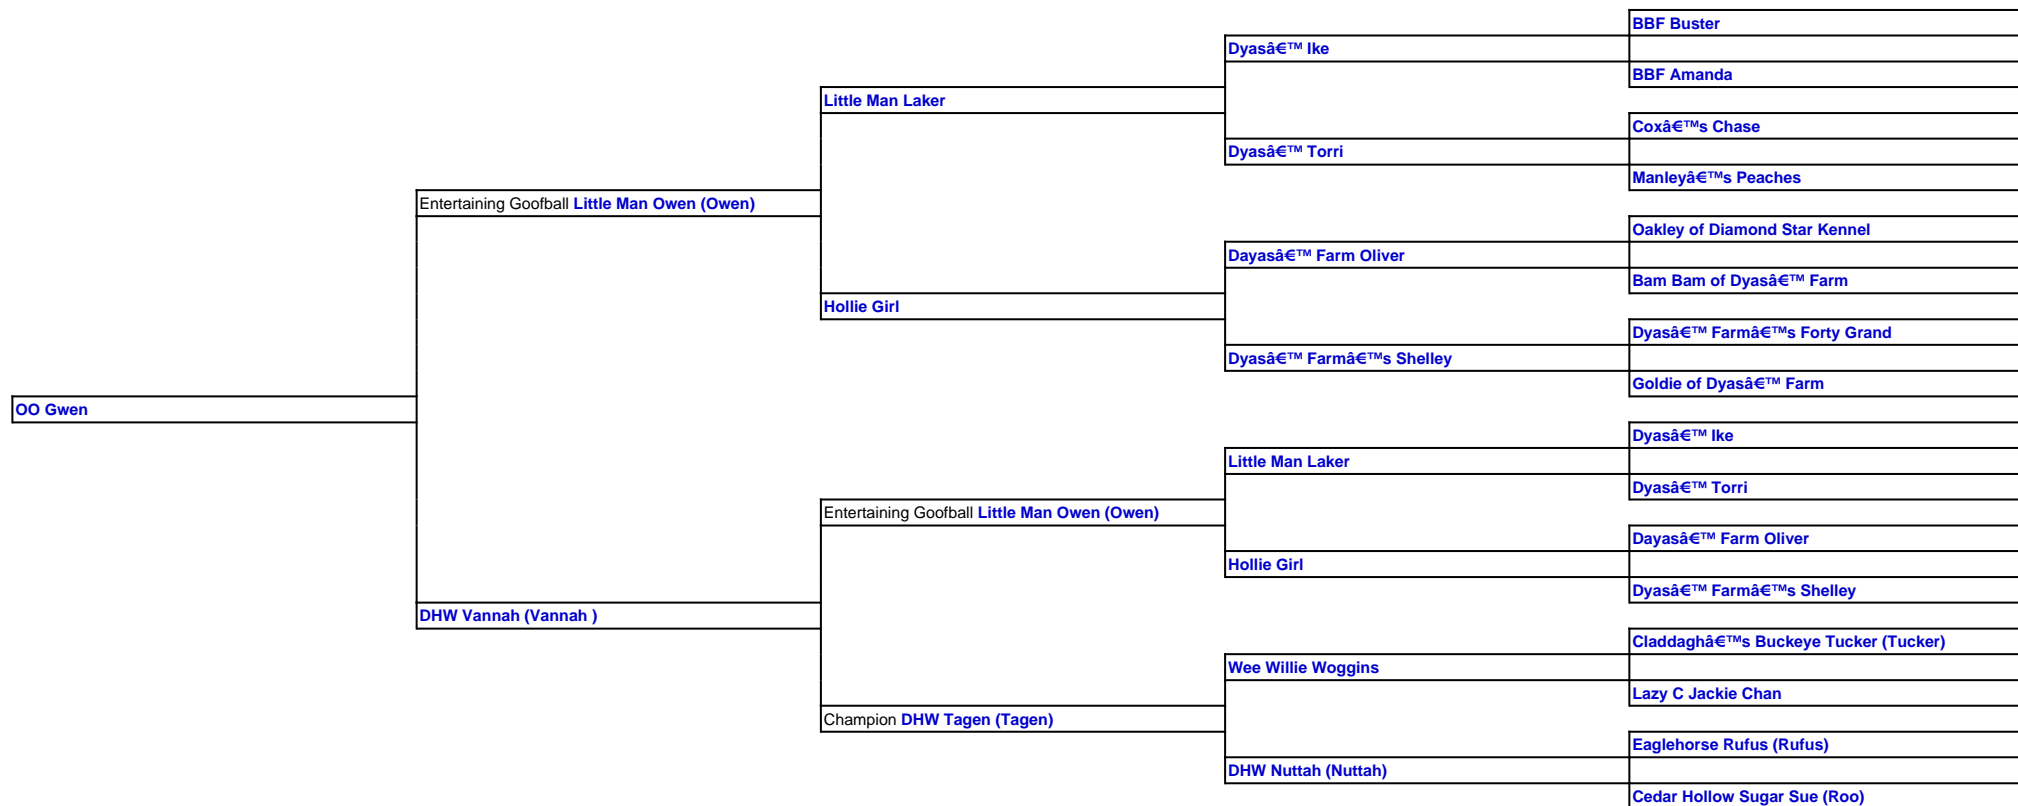 BBF Buster
Dyasâ€™ Ike
BBF Amanda
Little Man Laker
Coxâ€™s Chase
Dyasâ€™ Torri
Manleyâ€™s Peaches
Entertaining Goofball Little Man Owen (Owen)
Oakley of Diamond Star Kennel
Dayasâ€™ Farm Oliver
Bam Bam of Dyasâ€™ Farm
Hollie Girl
Dyasâ€™ Farmâ€™s Forty Grand
Dyasâ€™ Farmâ€™s Shelley
Goldie of Dyasâ€™ Farm
OO Gwen
Dyasâ€™ Ike
Little Man Laker
Dyasâ€™ Torri
Entertaining Goofball Little Man Owen (Owen)
Dayasâ€™ Farm Oliver
Hollie Girl
Dyasâ€™ Farmâ€™s Shelley
DHW Vannah (Vannah )
Claddaghâ€™s Buckeye Tucker (Tucker)
Wee Willie Woggins
Lazy C Jackie Chan
Champion DHW Tagen (Tagen)
Eaglehorse Rufus (Rufus)
DHW Nuttah (Nuttah)
Cedar Hollow Sugar Sue (Roo)